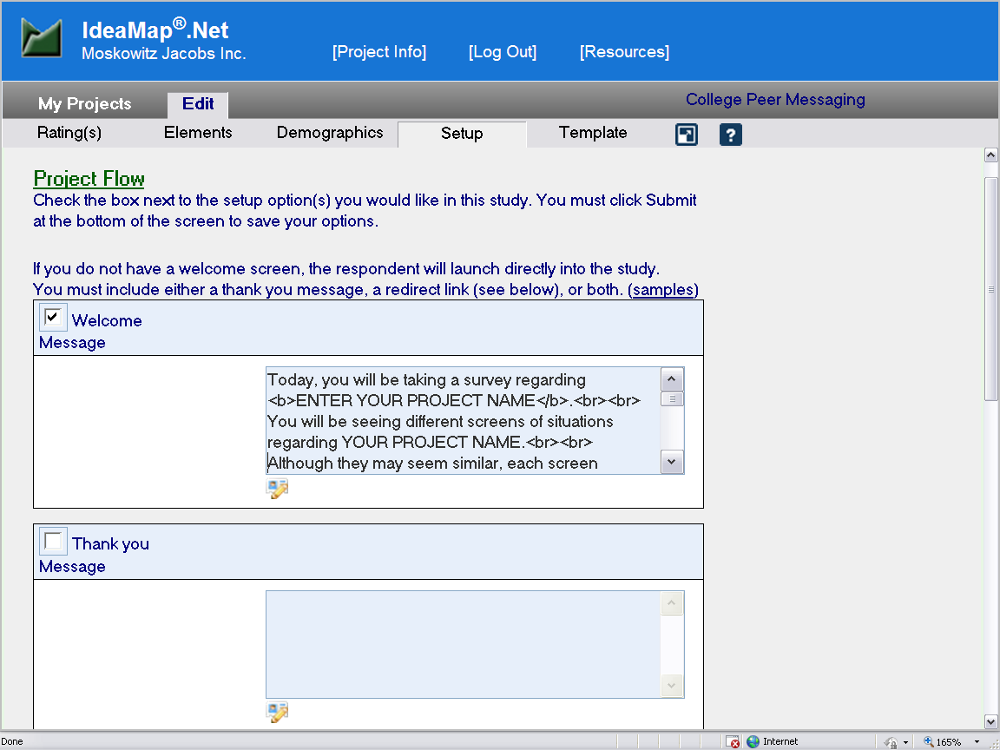 IdeaMap®.Net
Moskowitz Jacobs Inc.
[Project Info] [Log Out] [Resources]
My Projects Edit College Peer Messaging
Rating(s) Elements Demographics Setup Template ?
Project Flow
Check the box next to the setup option(s) you would like in this study. You must click Submit
at the bottom of the screen to save your options.
If you do not have a welcome screen, the respondent will launch directly into the study.
You must include either a thank you message, a redirect link (see below), or both. (samples)
Welcome
Message
Today, you will be taking a survey regarding
<b>ENTER YOUR PROJECT NAME</b>.<br><br>
You will be seeing different screens of situations
regarding YOUR PROJECT NAME.<br><br>
Although they may seem similar, each screen
Thank you
Message
Done Internet 165%